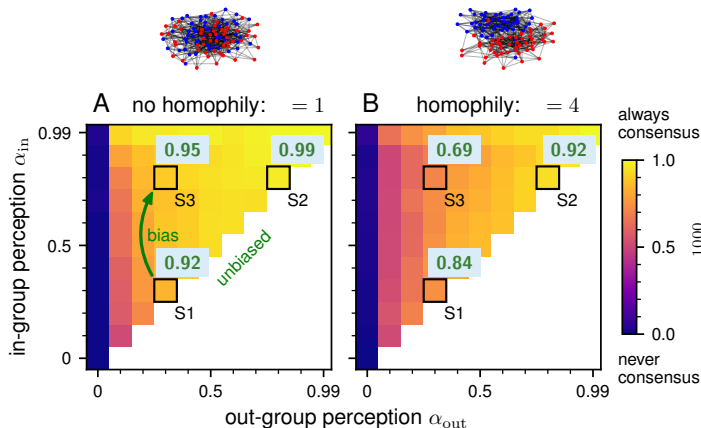 A no homophily: = 1
B homophily: = 4
always
consensus
in-group perception α_in
0.99
0.5
0
0.95
S3
0.99
S2
bias
unbiased
0.92
S1
0.69
S3
0.92
S2
0.84
S1
1.0
0.5
0.0
1000
never
consensus
0
0.5
0.99
0
0.5
0.99
out-group perception α_out